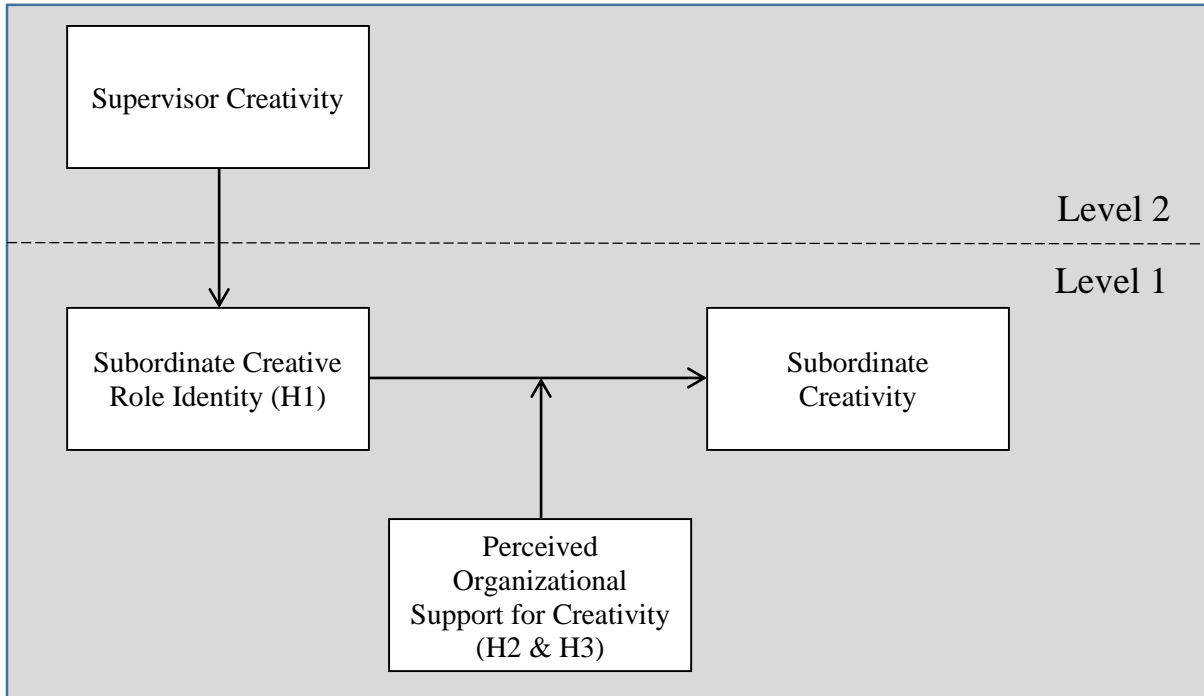 Supervisor Creativity
Level 2
Level 1
Subordinate Creative
Role Identity (H1)
Subordinate
Creativity
Perceived
Organizational
Support for Creativity
(H2 & H3)